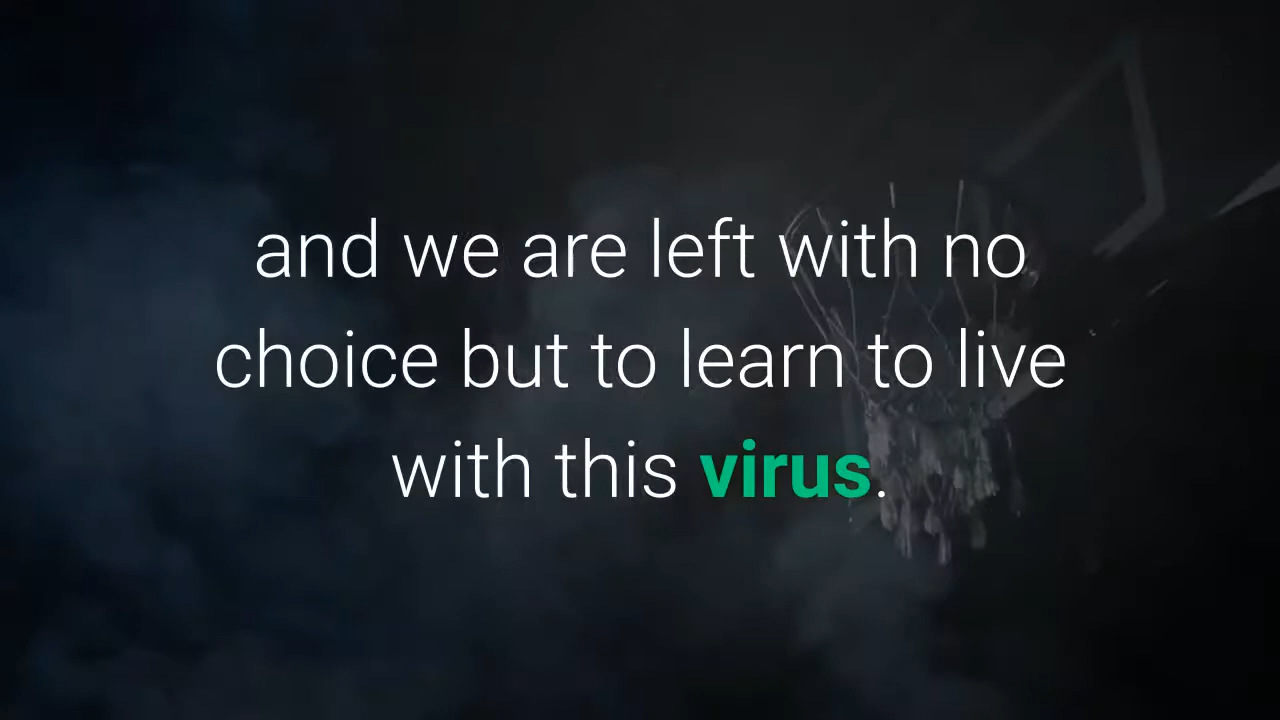 and we are left with no
choice but to learn to live
with this virus.